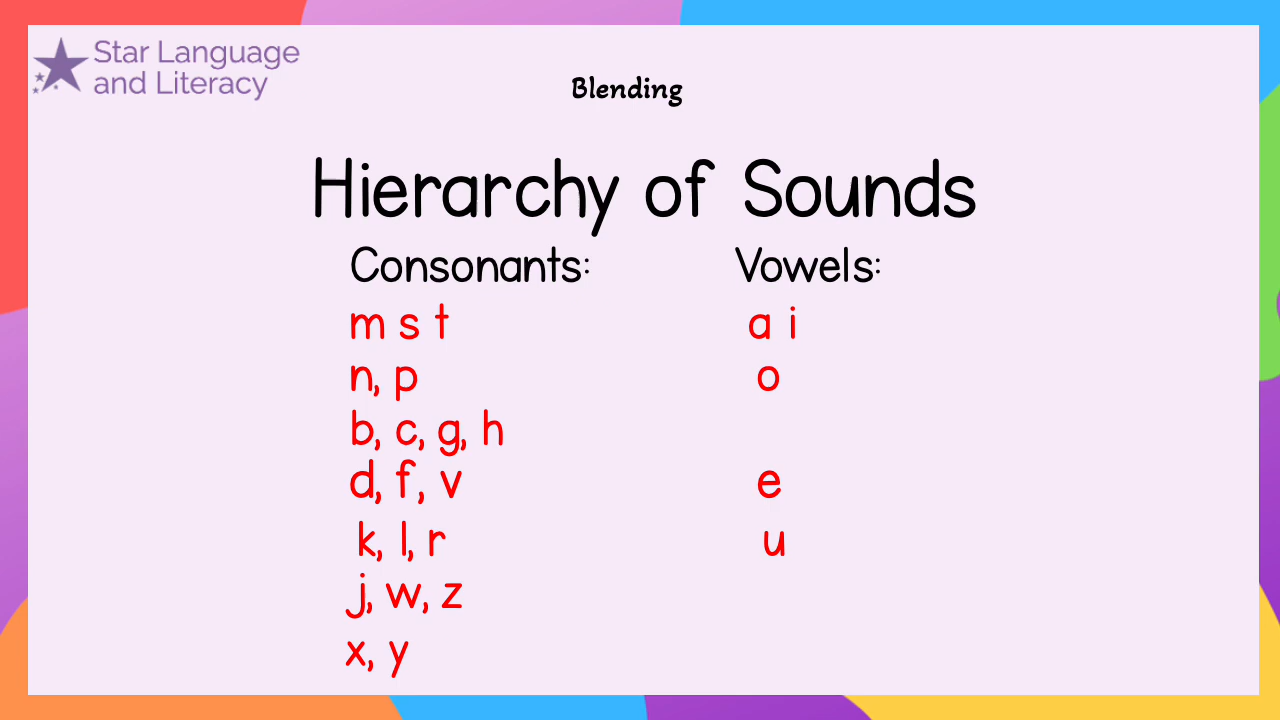 Star Language
and Literacy
Blending
Hierarchy of Sounds
Consonants: Vowels:
m s t a i
n, p o
b, c, g, h
d, f, v e
k, l, r u
j, w, z
x, y